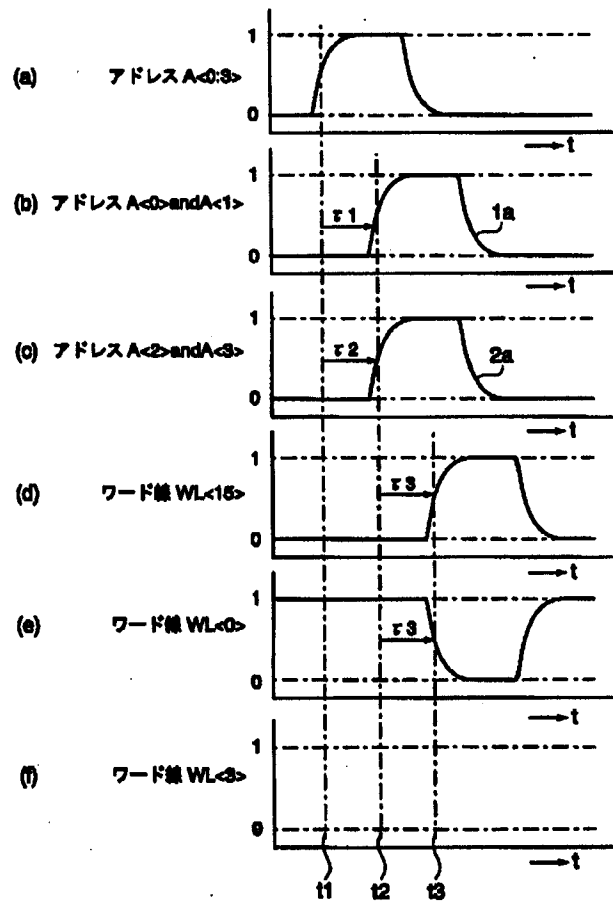 1
(a) アドレス A<0:3>
0
t
1
(b) アドレス A<0>andA<1>
τ1
1a
0
t
1
(c) アドレス A<2>andA<3>
τ2
2a
0
t
1
(d) ワード線 WL<15>
τ3
0
t
1
(e) ワード線 WL<0>
τ3
0
t
1
(f) ワード線 WL<3>
0
t
t1 t2 t3